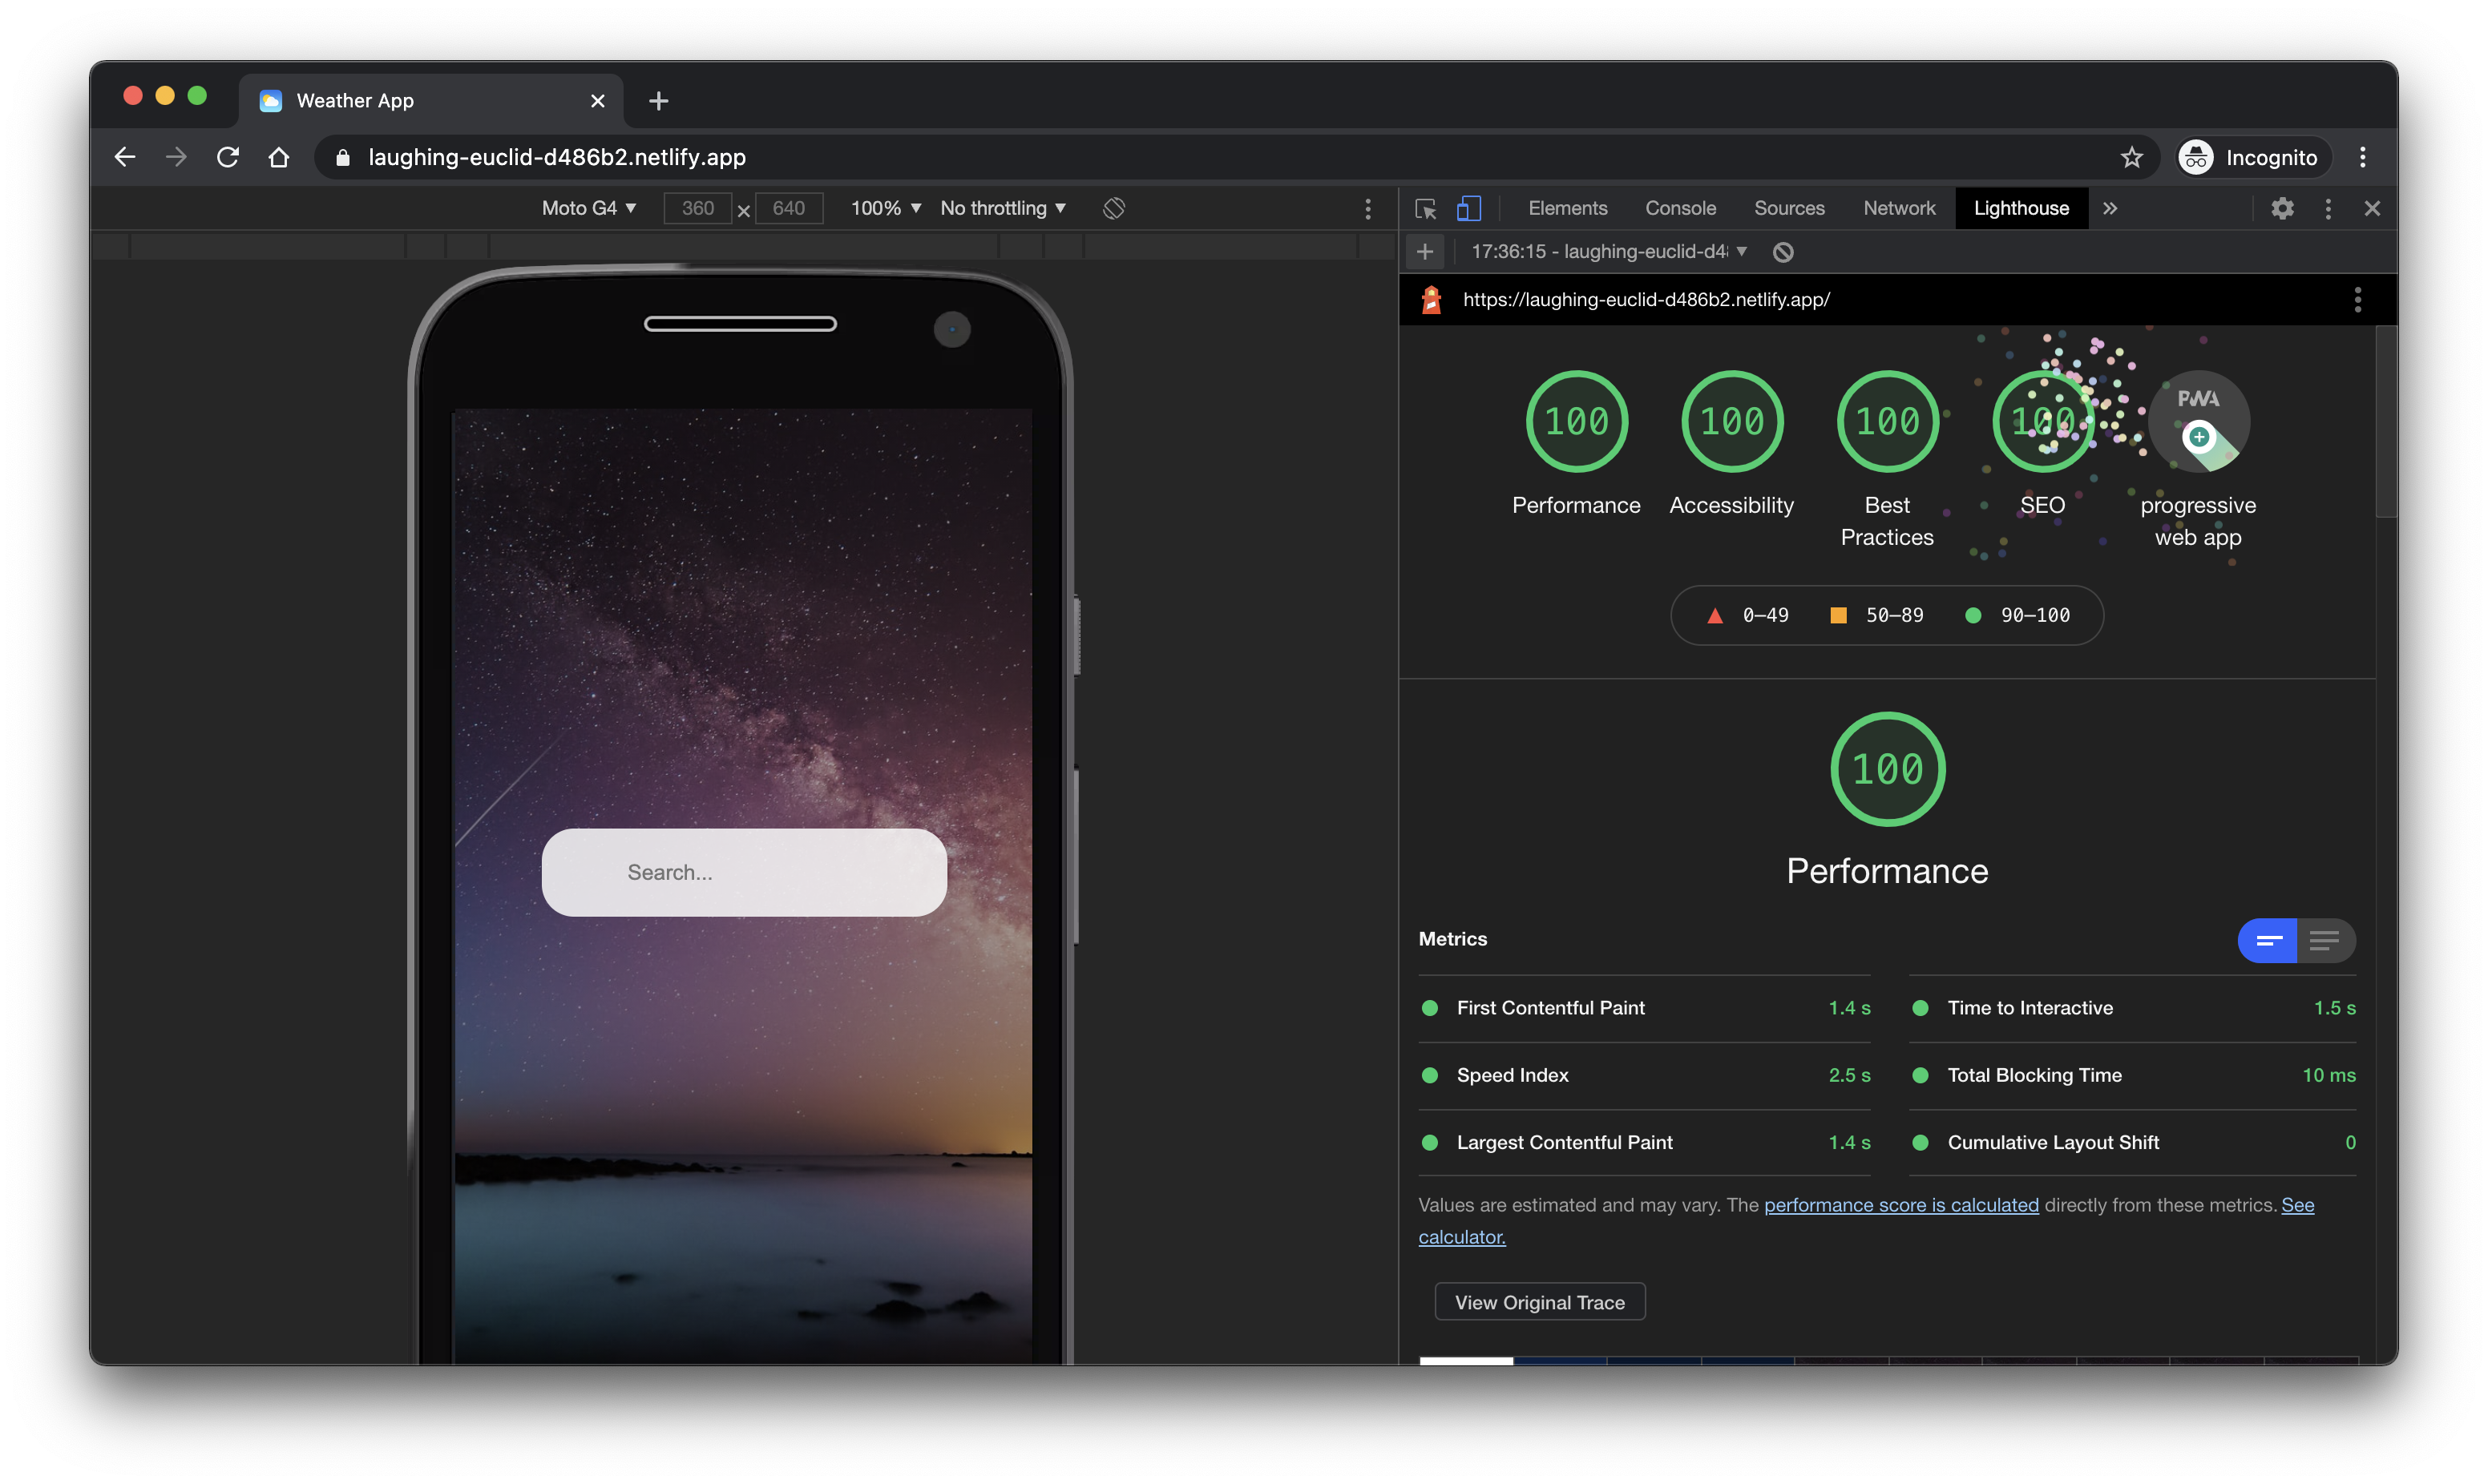 Weather App
laughing-euclid-d486b2.netlify.app
Incognito
Moto G4
360 × 640
100%
No throttling
Elements
Console
Sources
Network
Lighthouse
17:36:15 - laughing-euclid-d4
https://laughing-euclid-d486b2.netlify.app/
100
100
100
100
PWA
Performance
Accessibility
Best
Practices
SEO
progressive
web app
0–49
50–89
90–100
100
Performance
Search...
Metrics
First Contentful Paint 1.4 s
Time to Interactive 1.5 s
Speed Index 2.5 s
Total Blocking Time 10 ms
Largest Contentful Paint 1.4 s
Cumulative Layout Shift 0
Values are estimated and may vary. The performance score is calculated directly from these metrics. See
calculator.
View Original Trace